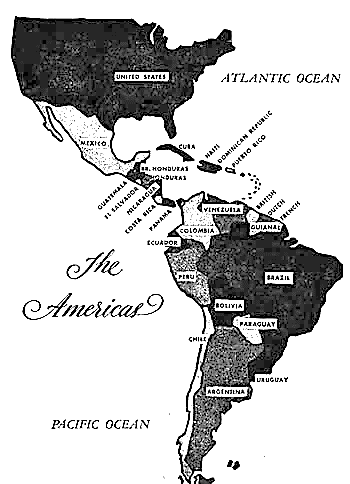 UNITED STATES
ATLANTIC OCEAN
MEXICO
CUBA
HAITI
DOMINICAN REPUBLIC
PUERTO RICO
BR. HONDURAS
HONDURAS
GUATEMALA
EL SALVADOR
NICARAGUA
COSTA RICA
PANAMA
VENEZUELA
BRITISH
DUTCH
FRENCH
GUIANAS
COLOMBIA
ECUADOR
The
Americas
PERU
BRAZIL
BOLIVIA
PARAGUAY
CHILE
URUGUAY
ARGENTINA
PACIFIC OCEAN